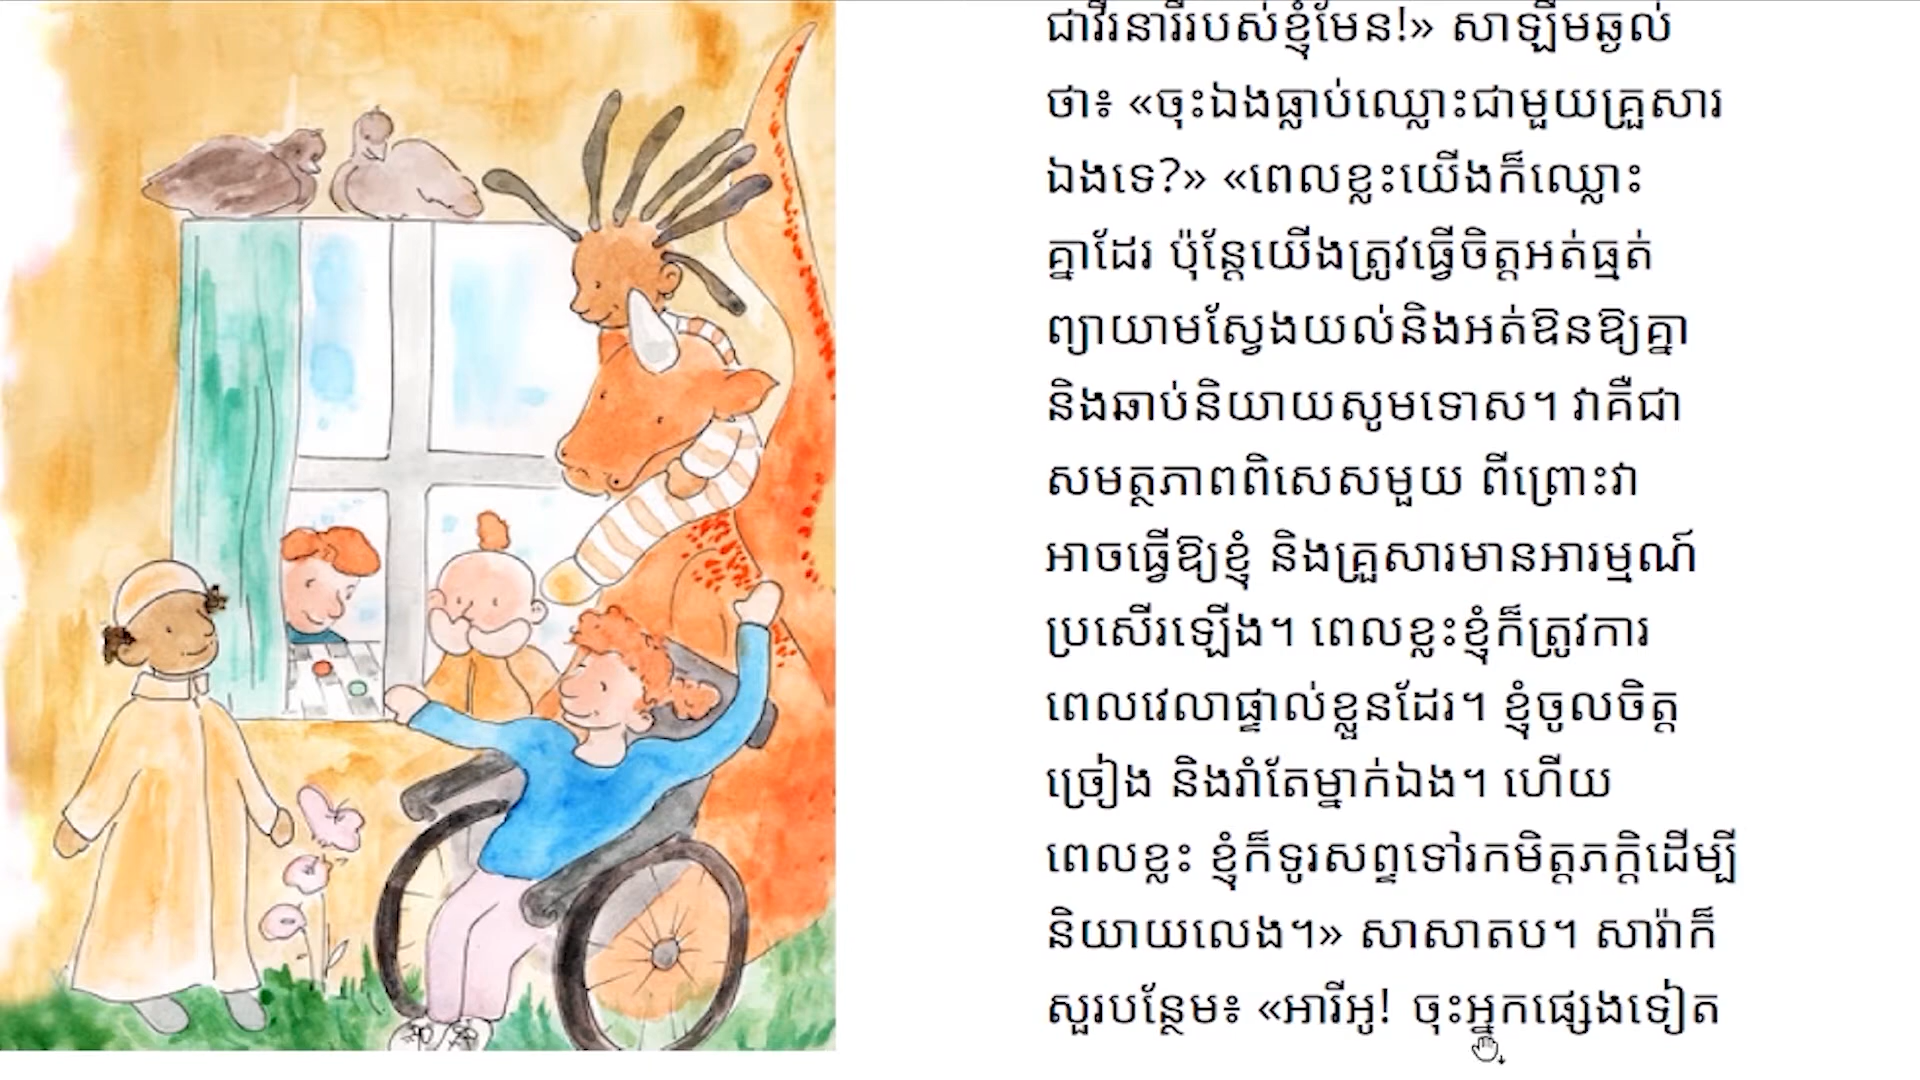 ជាវីរនារីរបស់ខ្ញុំមែន!» សាឡឹមឆ្ងល់
ថា៖ «ចុះឯងធ្លាប់ឈ្លោះជាមួយគ្រួសារ
ឯងទេ?» «ពេលខ្លះយើងក៏ឈ្លោះ
គ្នាដែរ ប៉ុន្តែយើងត្រូវធ្វើចិត្តអត់ធ្មត់
ព្យាយាមស្វែងយល់និងអត់ឱនឱ្យគ្នា
និងឆាប់និយាយសូមទោស។ វាគឺជា
សមត្ថភាពពិសេសមួយ ពីព្រោះវា
អាចធ្វើឱ្យខ្ញុំ និងគ្រួសារមានអារម្មណ៍
ប្រសើរឡើង។ ពេលខ្លះខ្ញុំក៏ត្រូវការ
ពេលវេលាផ្ទាល់ខ្លួនដែរ។ ខ្ញុំចូលចិត្ត
ច្រៀង និងរាំតែម្នាក់ឯង។ ហើយ
ពេលខ្លះ ខ្ញុំក៏ទូរសព្ទទៅរកមិត្តភក្តិដើម្បី
និយាយលេង។» សាសាតប។ សារ៉ាក៏
សួរបន្ថែម៖ «អារីអូ! ចុះអ្នកផ្សេងទៀត